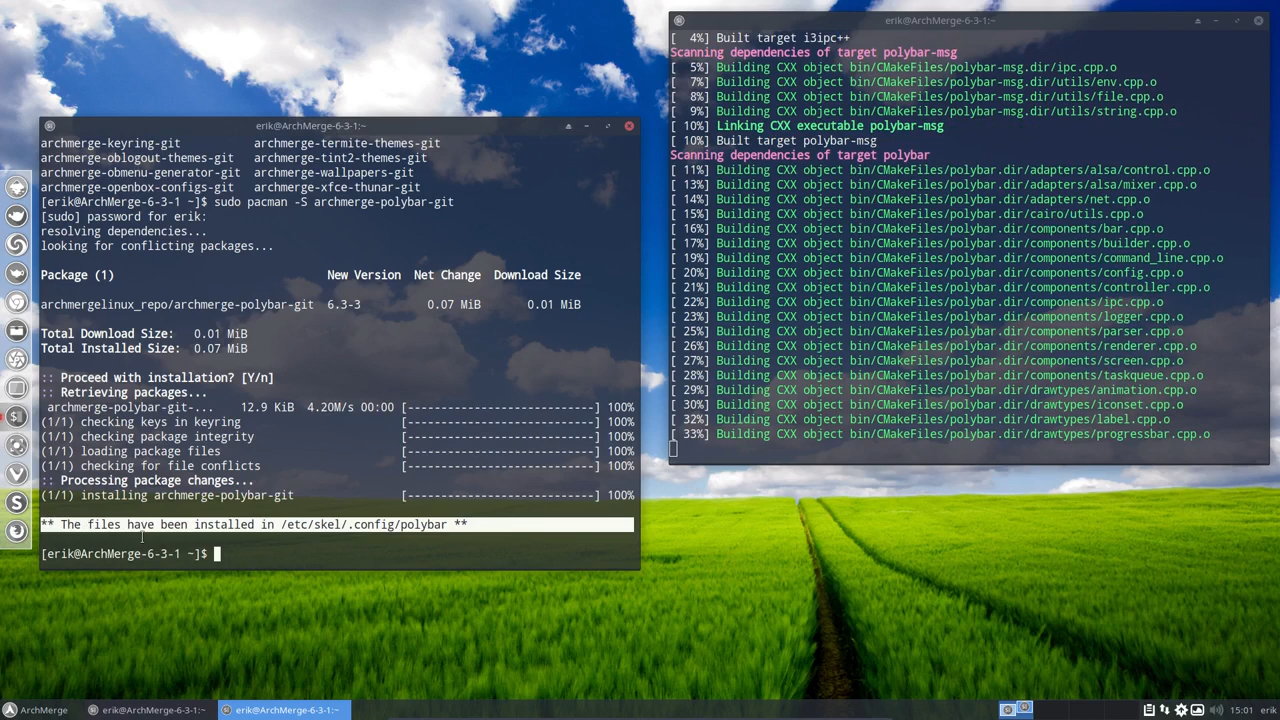 erik@ArchMerge-6-3-1:~
archmerge-keyring-git archmerge-termite-themes-git
archmerge-oblogout-themes-git archmerge-tint2-themes-git
archmerge-obmenu-generator-git archmerge-wallpapers-git
archmerge-openbox-configs-git archmerge-xfce-thunar-git
[erik@ArchMerge-6-3-1 ~]$ sudo pacman -S archmerge-polybar-git
[sudo] password for erik:
resolving dependencies...
looking for conflicting packages...
Package (1) New Version Net Change Download Size
archmergelinux_repo/archmerge-polybar-git 6.3-3 0.07 MiB 0.01 MiB
Total Download Size: 0.01 MiB
Total Installed Size: 0.07 MiB
:: Proceed with installation? [Y/n]
:: Retrieving packages...
archmerge-polybar-git-... 12.9 KiB 4.20M/s 00:00 [----------------------------] 100%
(1/1) checking keys in keyring [----------------------------] 100%
(1/1) checking package integrity [----------------------------] 100%
(1/1) loading package files [----------------------------] 100%
(1/1) checking for file conflicts [----------------------------] 100%
:: Processing package changes...
(1/1) installing archmerge-polybar-git [----------------------------] 100%
** The files have been installed in /etc/skel/.config/polybar **
[erik@ArchMerge-6-3-1 ~]$
erik@ArchMerge-6-3-1:~
[ 4%] Built target i3ipc++
Scanning dependencies of target polybar-msg
[ 5%] Building CXX object bin/CMakeFiles/polybar-msg.dir/ipc.cpp.o
[ 7%] Building CXX object bin/CMakeFiles/polybar-msg.dir/utils/env.cpp.o
[ 8%] Building CXX object bin/CMakeFiles/polybar-msg.dir/utils/file.cpp.o
[ 9%] Building CXX object bin/CMakeFiles/polybar-msg.dir/utils/string.cpp.o
[ 10%] Linking CXX executable polybar-msg
[ 10%] Built target polybar-msg
Scanning dependencies of target polybar
[ 11%] Building CXX object bin/CMakeFiles/polybar.dir/adapters/alsa/control.cpp.o
[ 13%] Building CXX object bin/CMakeFiles/polybar.dir/adapters/alsa/mixer.cpp.o
[ 14%] Building CXX object bin/CMakeFiles/polybar.dir/adapters/net.cpp.o
[ 15%] Building CXX object bin/CMakeFiles/polybar.dir/cairo/utils.cpp.o
[ 16%] Building CXX object bin/CMakeFiles/polybar.dir/components/bar.cpp.o
[ 17%] Building CXX object bin/CMakeFiles/polybar.dir/components/builder.cpp.o
[ 19%] Building CXX object bin/CMakeFiles/polybar.dir/components/command_line.cpp.o
[ 20%] Building CXX object bin/CMakeFiles/polybar.dir/components/config.cpp.o
[ 21%] Building CXX object bin/CMakeFiles/polybar.dir/components/controller.cpp.o
[ 22%] Building CXX object bin/CMakeFiles/polybar.dir/components/ipc.cpp.o
[ 23%] Building CXX object bin/CMakeFiles/polybar.dir/components/logger.cpp.o
[ 25%] Building CXX object bin/CMakeFiles/polybar.dir/components/parser.cpp.o
[ 26%] Building CXX object bin/CMakeFiles/polybar.dir/components/renderer.cpp.o
[ 27%] Building CXX object bin/CMakeFiles/polybar.dir/components/screen.cpp.o
[ 28%] Building CXX object bin/CMakeFiles/polybar.dir/components/taskqueue.cpp.o
[ 29%] Building CXX object bin/CMakeFiles/polybar.dir/drawtypes/animation.cpp.o
[ 30%] Building CXX object bin/CMakeFiles/polybar.dir/drawtypes/iconset.cpp.o
[ 32%] Building CXX object bin/CMakeFiles/polybar.dir/drawtypes/label.cpp.o
[ 33%] Building CXX object bin/CMakeFiles/polybar.dir/drawtypes/progressbar.cpp.o
ArchMerge erik@ArchMerge-6-3-1:~ erik@ArchMerge-6-3-1:~ 15:01 erik